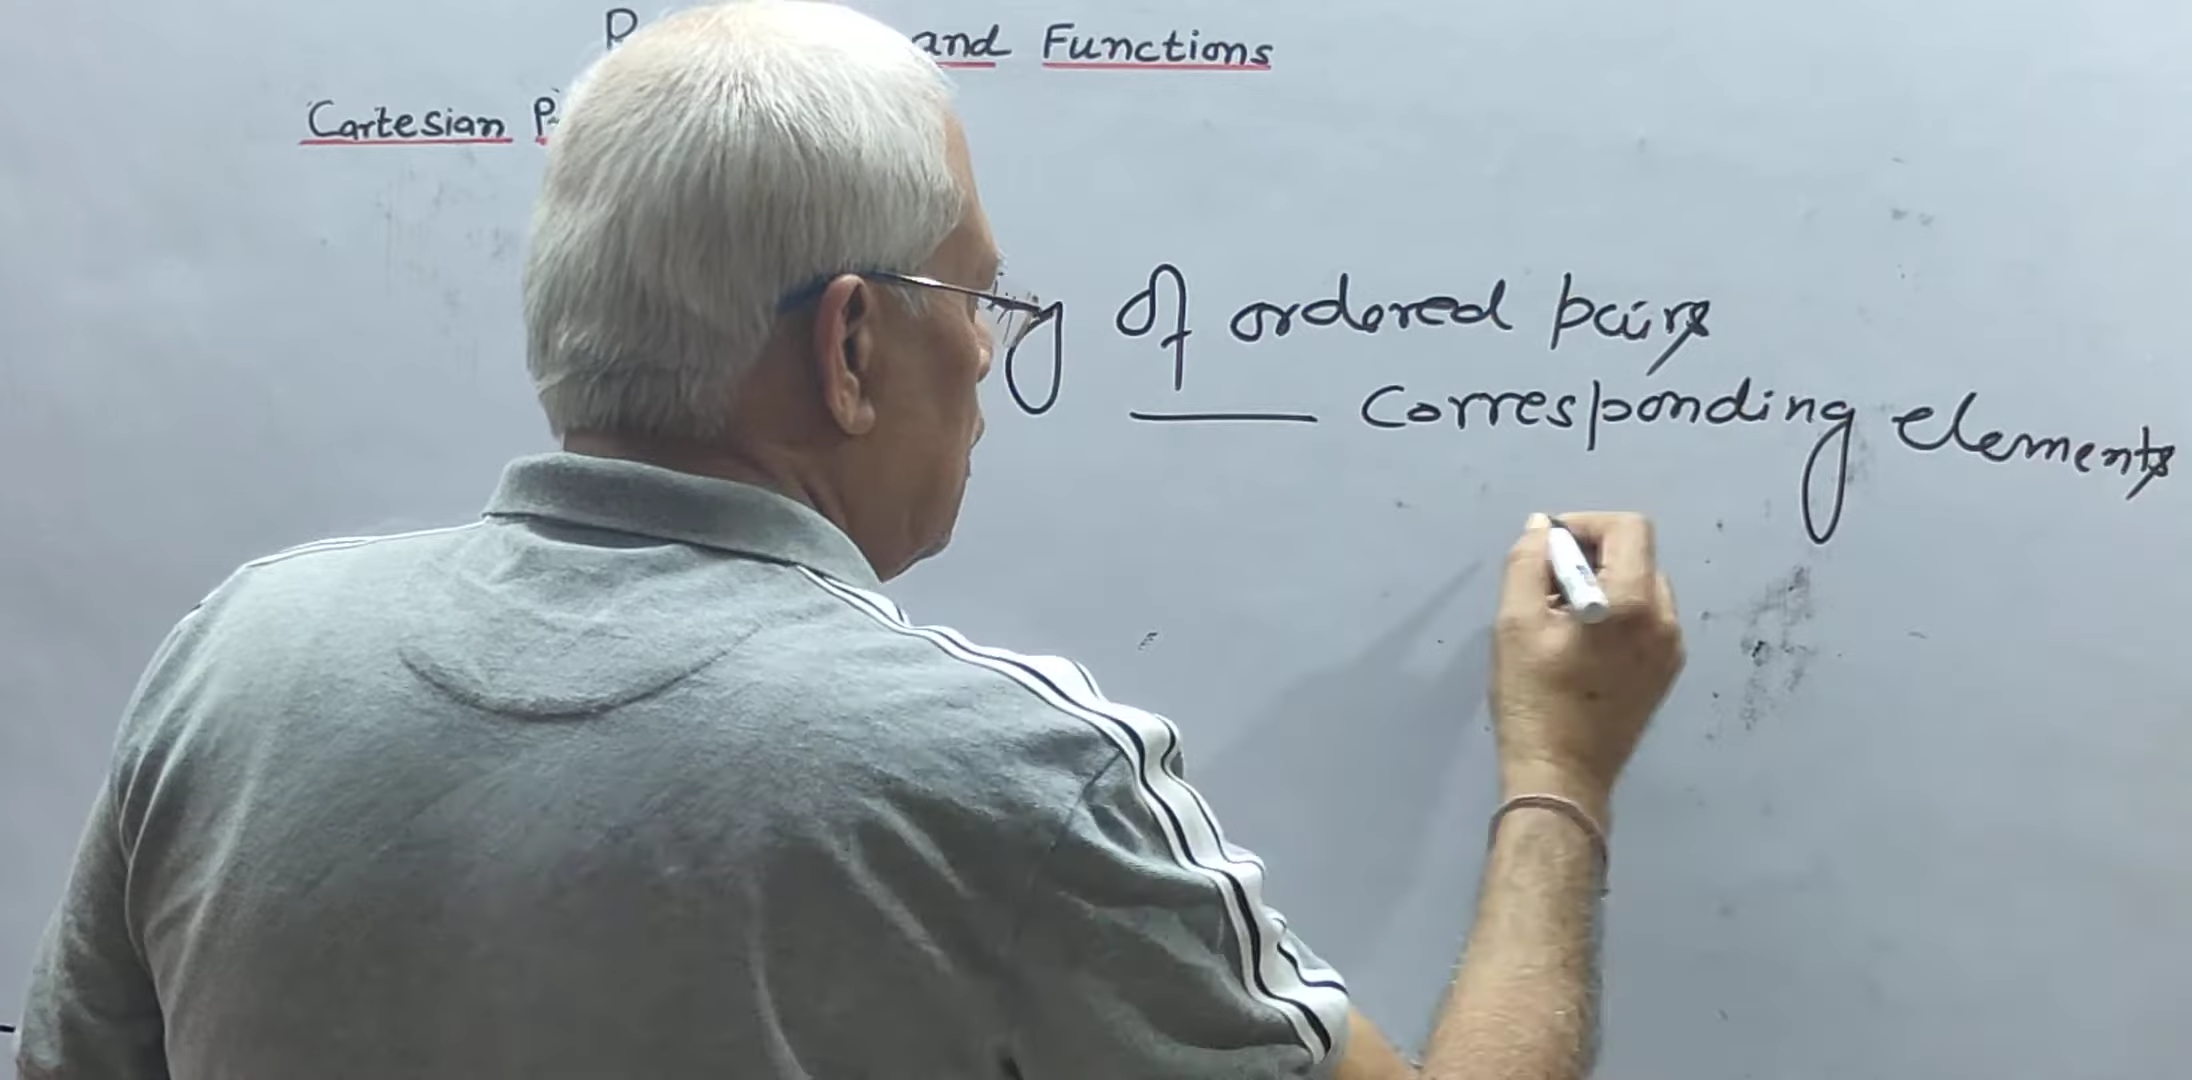 and Functions
Cartesian
of ordered pairs
corresponding elements